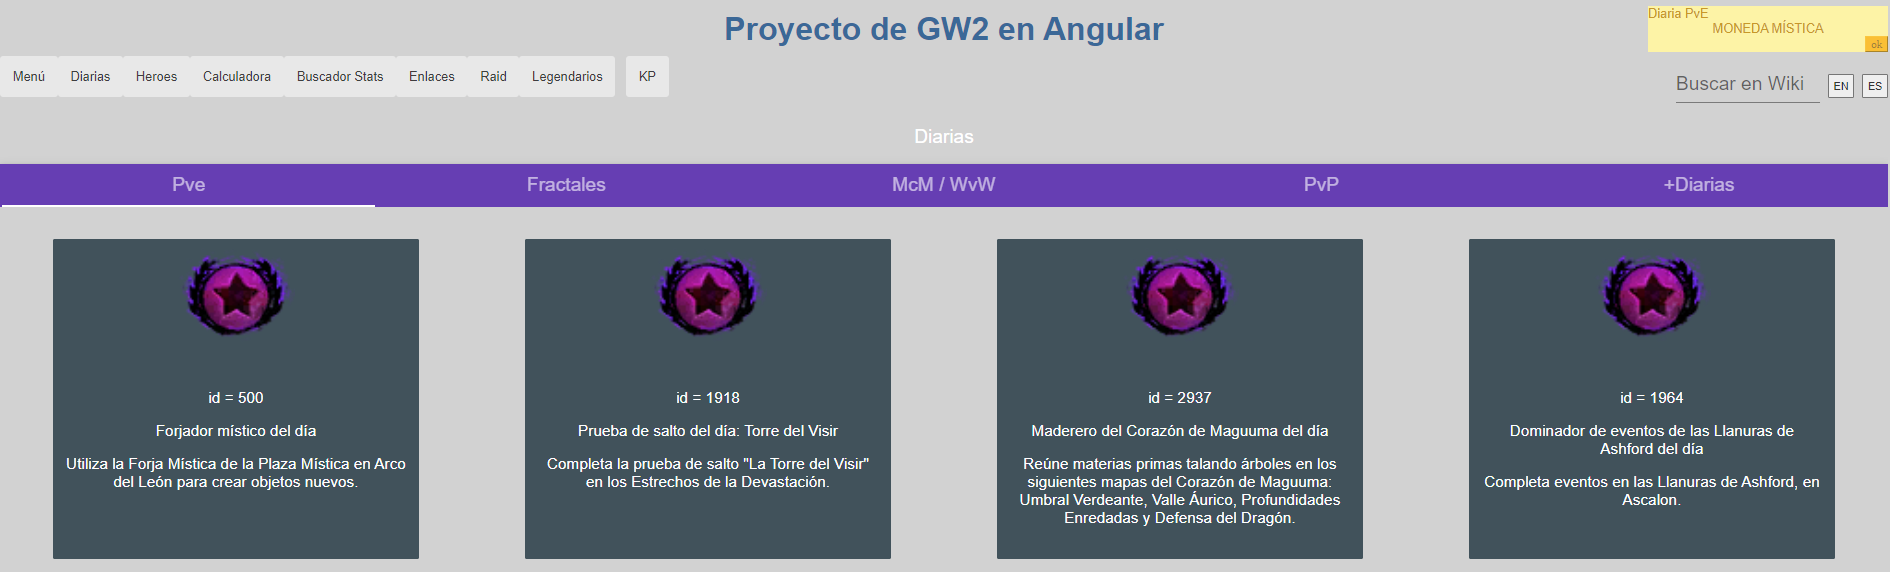 Proyecto de GW2 en Angular
Diaria PvE
MONEDA MÍSTICA
ok
Menú Diarias Heroes Calculadora Buscador Stats Enlaces Raid Legendarios KP
Buscar en Wiki EN ES
Diarias
Pve Fractales McM / WvW PvP +Diarias
id = 500
Forjador místico del día
Utiliza la Forja Mística de la Plaza Mística en Arco
del León para crear objetos nuevos.
id = 1918
Prueba de salto del día: Torre del Visir
Completa la prueba de salto "La Torre del Visir"
en los Estrechos de la Devastación.
id = 2937
Maderero del Corazón de Maguuma del día
Reúne materias primas talando árboles en los
siguientes mapas del Corazón de Maguuma:
Umbral Verdeante, Valle Áurico, Profundidades
Enredadas y Defensa del Dragón.
id = 1964
Dominador de eventos de las Llanuras de
Ashford del día
Completa eventos en las Llanuras de Ashford, en
Ascalon.